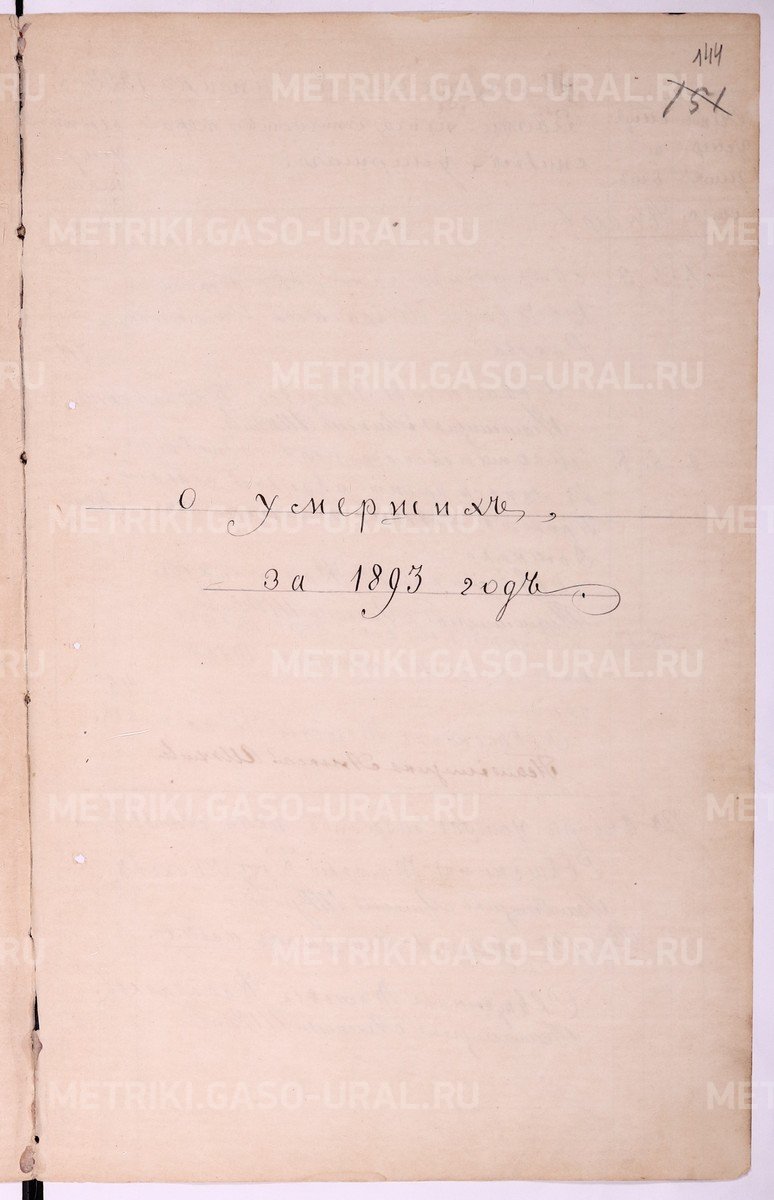 144
151
о умершихъ,
за 1893 годъ.
METRIKI.GASO-URAL.RU